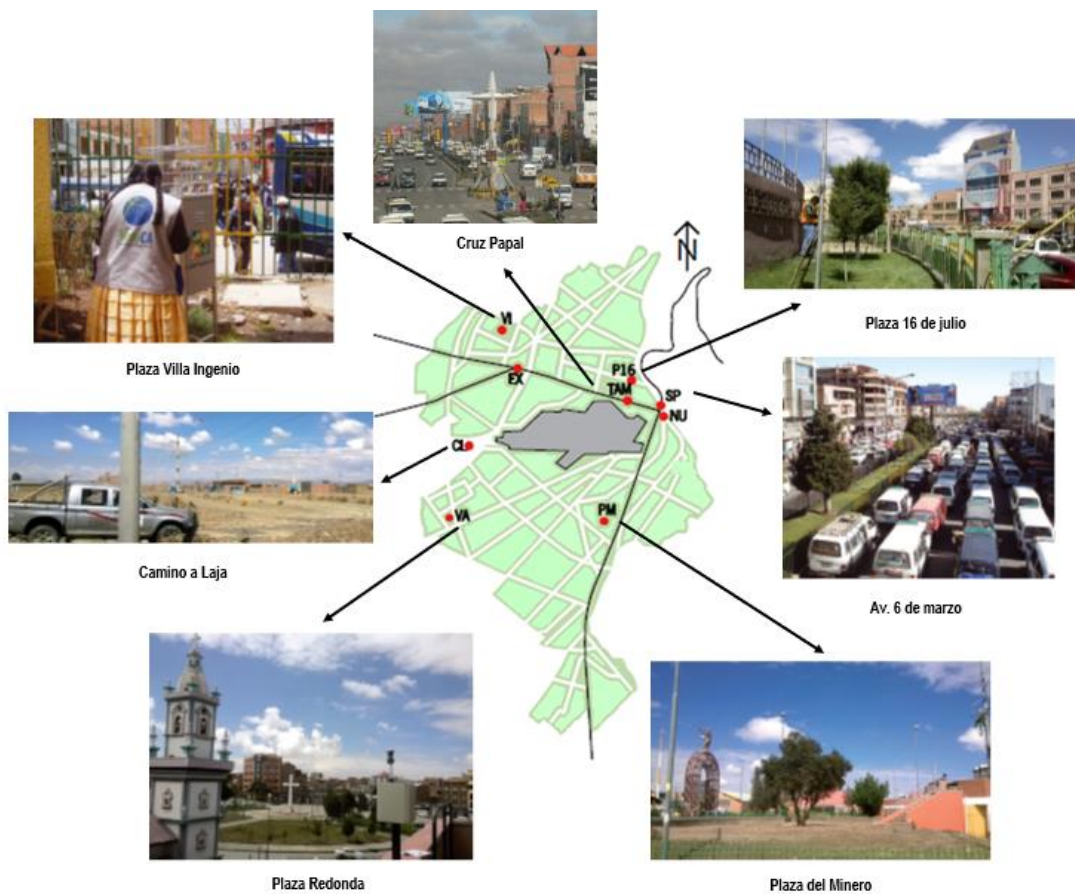 Cruz Papal
Plaza Villa Ingenio
Plaza 16 de julio
N
VI
EX
P16
TAM
SP
NU
CL
VA
PM
Camino a Laja
Av. 6 de marzo
Plaza Redonda
Plaza del Minero